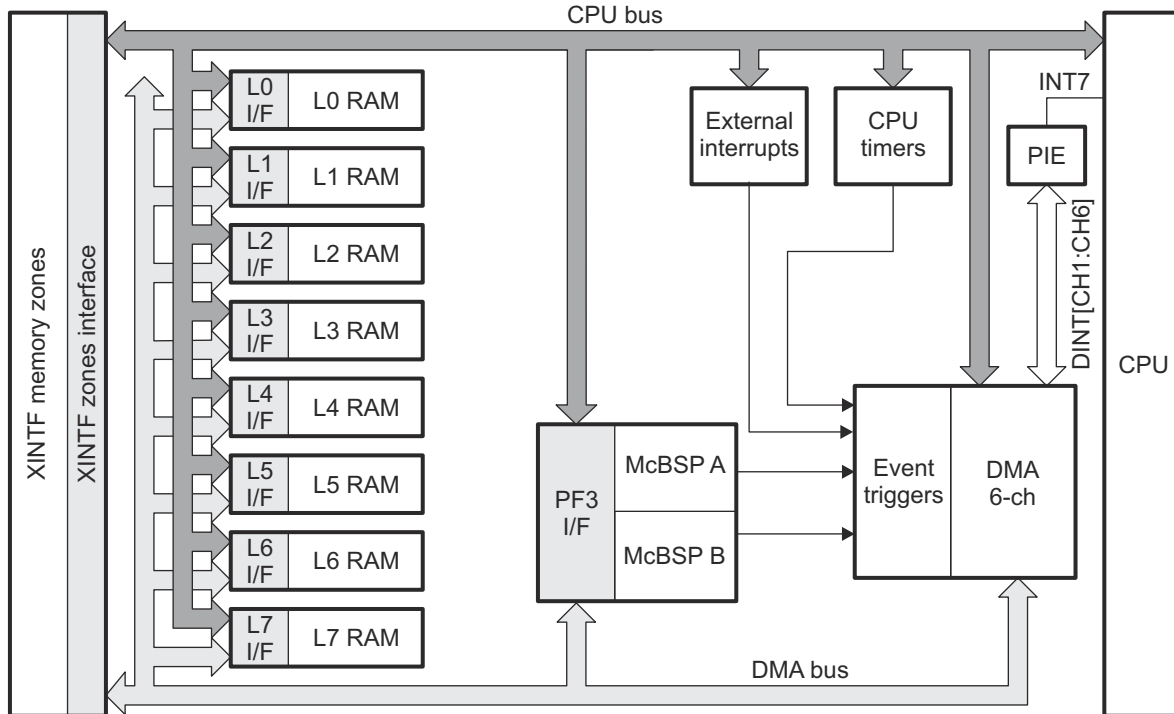 CPU bus
XINTF memory zones
XINTF zones interface
L0
I/F
L0 RAM
L1
I/F
L1 RAM
L2
I/F
L2 RAM
L3
I/F
L3 RAM
L4
I/F
L4 RAM
L5
I/F
L5 RAM
L6
I/F
L6 RAM
L7
I/F
L7 RAM
External
interrupts
CPU
timers
INT7
PIE
DINT[CH1:CH6]
CPU
PF3
I/F
McBSP A
McBSP B
Event
triggers
DMA
6-ch
DMA bus